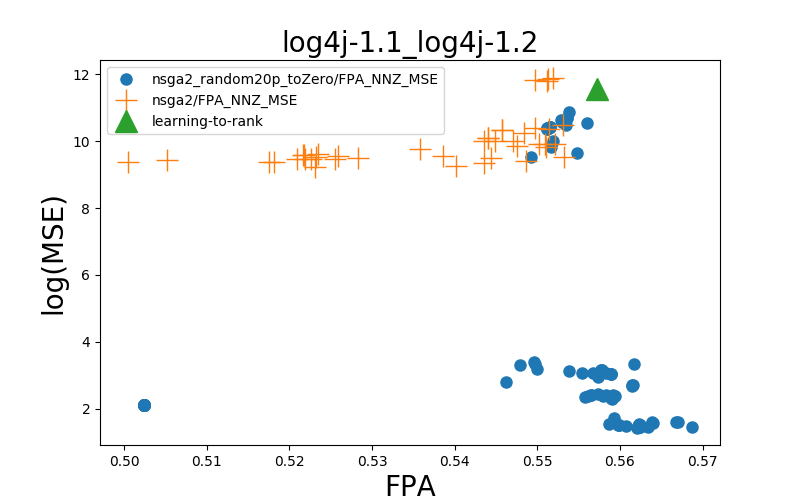 log4j-1.1_log4j-1.2
nsga2_random20p_toZero/FPA_NNZ_MSE
nsga2/FPA_NNZ_MSE
learning-to-rank
log(MSE)
12
10
8
6
4
2
0.50 0.51 0.52 0.53 0.54 0.55 0.56 0.57
FPA